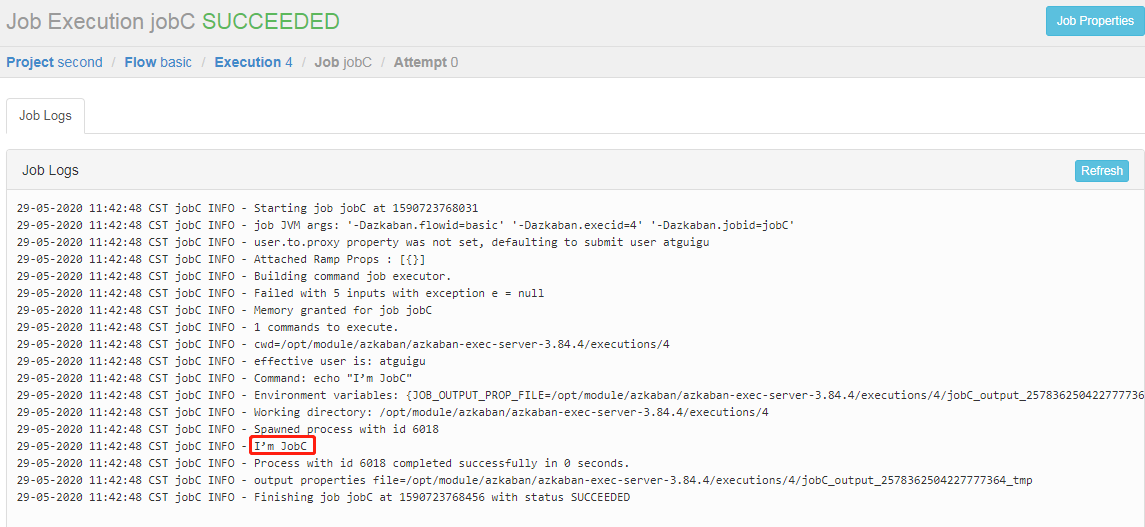 Job Execution jobC SUCCEEDED
Job Properties
Project second / Flow basic / Execution 4 / Job jobC / Attempt 0
Job Logs
Job Logs
Refresh
29-05-2020 11:42:48 CST jobC INFO - Starting job jobC at 1590723768031
29-05-2020 11:42:48 CST jobC INFO - job JVM args: '-Dazkaban.flowid=basic' '-Dazkaban.execid=4' '-Dazkaban.jobid=jobC'
29-05-2020 11:42:48 CST jobC INFO - user.to.proxy property was not set, defaulting to submit user atguigu
29-05-2020 11:42:48 CST jobC INFO - Attached Ramp Props : [{}]
29-05-2020 11:42:48 CST jobC INFO - Building command job executor.
29-05-2020 11:42:48 CST jobC INFO - Failed with 5 inputs with exception e = null
29-05-2020 11:42:48 CST jobC INFO - Memory granted for job jobC
29-05-2020 11:42:48 CST jobC INFO - 1 commands to execute.
29-05-2020 11:42:48 CST jobC INFO - cwd=/opt/module/azkaban/azkaban-exec-server-3.84.4/executions/4
29-05-2020 11:42:48 CST jobC INFO - effective user is: atguigu
29-05-2020 11:42:48 CST jobC INFO - Command: echo "I’m JobC"
29-05-2020 11:42:48 CST jobC INFO - Environment variables: {JOB_OUTPUT_PROP_FILE=/opt/module/azkaban/azkaban-exec-server-3.84.4/executions/4/jobC_output_257836250422777736
29-05-2020 11:42:48 CST jobC INFO - Working directory: /opt/module/azkaban/azkaban-exec-server-3.84.4/executions/4
29-05-2020 11:42:48 CST jobC INFO - Spawned process with id 6018
29-05-2020 11:42:48 CST jobC INFO - I’m JobC
29-05-2020 11:42:48 CST jobC INFO - Process with id 6018 completed successfully in 0 seconds.
29-05-2020 11:42:48 CST jobC INFO - output properties file=/opt/module/azkaban/azkaban-exec-server-3.84.4/executions/4/jobC_output_2578362504227777364_tmp
29-05-2020 11:42:48 CST jobC INFO - Finishing job jobC at 1590723768456 with status SUCCEEDED